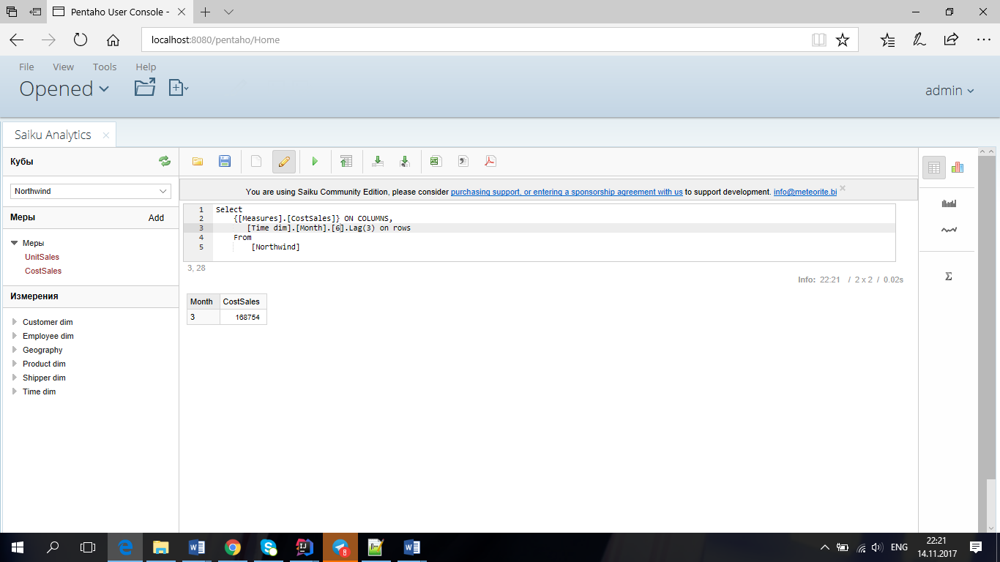 Pentaho User Console -
localhost:8080/pentaho/Home
File View Tools Help
Opened
admin
Saiku Analytics
Кубы
Northwind
Меры Add
Меры
UnitSales
CostSales
Измерения
Customer dim
Employee dim
Geography
Product dim
Shipper dim
Time dim
You are using Saiku Community Edition, please consider purchasing support, or entering a sponsorship agreement with us to support development. info@meteorite.bi
1 Select
2 {[Measures].[CostSales]} ON COLUMNS,
3 [Time dim].[Month].[6].Lag(3) on rows
4 From
5 [Northwind]
3, 28
Info: 22:21 / 2 x 2 / 0.02s
Month CostSales
3 168754
Σ
8
ENG
22:21
14.11.2017